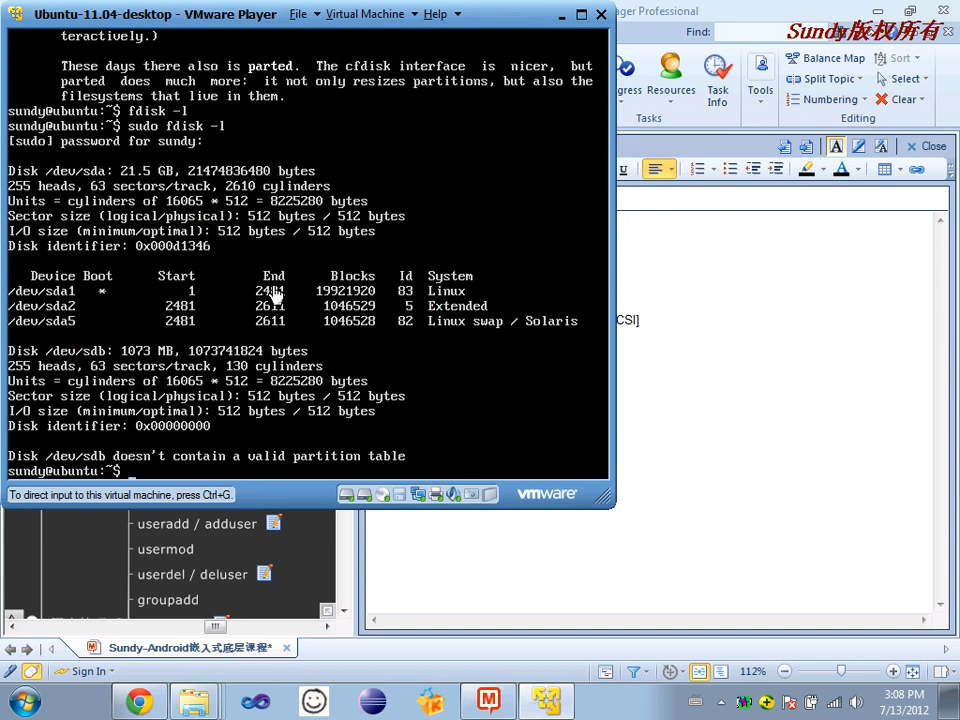 Ubuntu-11.04-desktop - VMware Player File Virtual Machine Help
ager Professional
Sundy版权所有
Find:
teractively.)
These days there also is parted. The cfdisk interface is nicer, but
parted does much more: it not only resizes partitions, but also the
filesystems that live in them.
sundy@ubuntu:~$ fdisk -l
sundy@ubuntu:~$ sudo fdisk -l
[sudo] password for sundy:
Disk /dev/sda: 21.5 GB, 21474836480 bytes
255 heads, 63 sectors/track, 2610 cylinders
Units = cylinders of 16065 * 512 = 8225280 bytes
Sector size (logical/physical): 512 bytes / 512 bytes
I/O size (minimum/optimal): 512 bytes / 512 bytes
Disk identifier: 0x000d1346
Device Boot Start End Blocks Id System
/dev/sda1 * 1 2481 19921920 83 Linux
/dev/sda2 2481 2611 1046529 5 Extended
/dev/sda5 2481 2611 1046528 82 Linux swap / Solaris
Disk /dev/sdb: 1073 MB, 1073741824 bytes
255 heads, 63 sectors/track, 130 cylinders
Units = cylinders of 16065 * 512 = 8225280 bytes
Sector size (logical/physical): 512 bytes / 512 bytes
I/O size (minimum/optimal): 512 bytes / 512 bytes
Disk identifier: 0x00000000
Disk /dev/sdb doesn't contain a valid partition table
sundy@ubuntu:~$
To direct input to this virtual machine, press Ctrl+G.
vmware
Resources
Task
Info
Tasks
Tools
Balance Map
Sort
Split Topic
Select
Numbering
Clear
Editing
Close
U
A
CSI]
useradd / adduser
usermod
userdel / deluser
groupadd
Sundy-Android嵌入式底层课程*
Sign In
112%
3:08 PM
7/13/2012